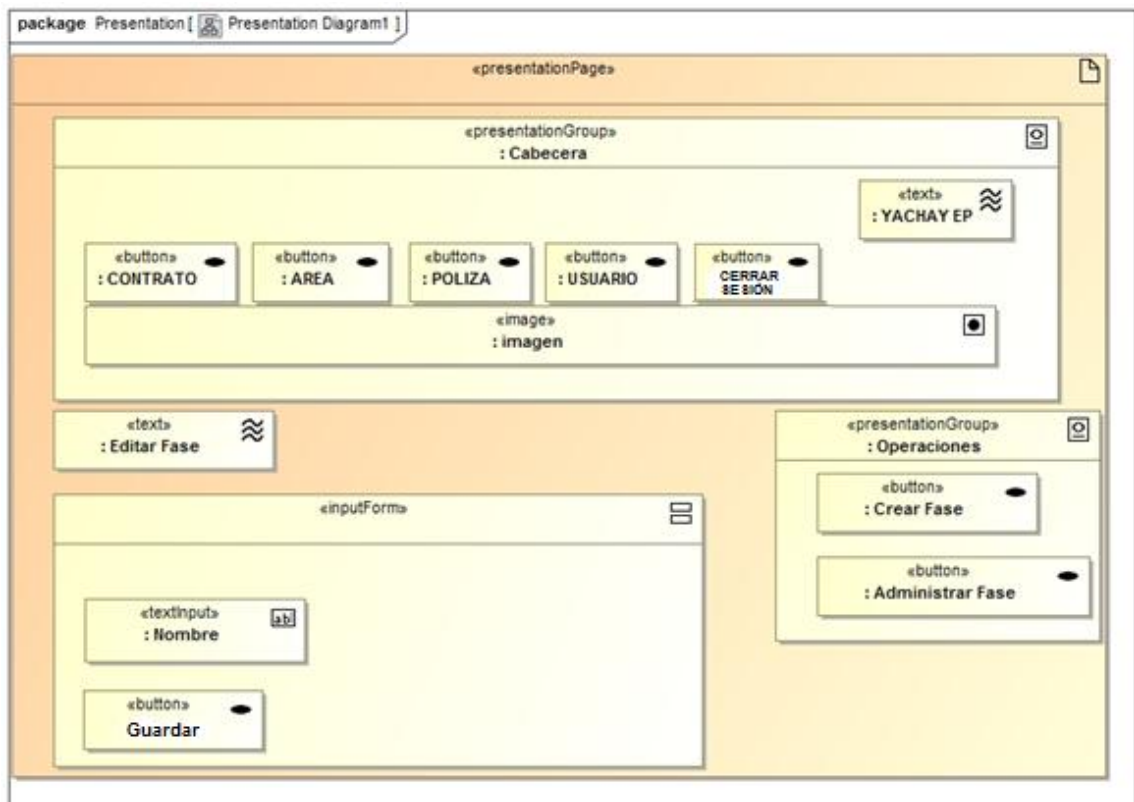 package Presentation [ Presentation Diagram1 ]
«presentationPage»
«presentationGroup»
: Cabecera
«text»
: YACHAY EP
«button»
: CONTRATO
«button»
: AREA
«button»
: POLIZA
«button»
: USUARIO
«button»
CERRAR
SESIÓN
«image»
: imagen
«text»
: Editar Fase
«presentationGroup»
: Operaciones
«button»
: Crear Fase
«button»
: Administrar Fase
«inputForm»
«textInput»
: Nombre
ab
«button»
Guardar